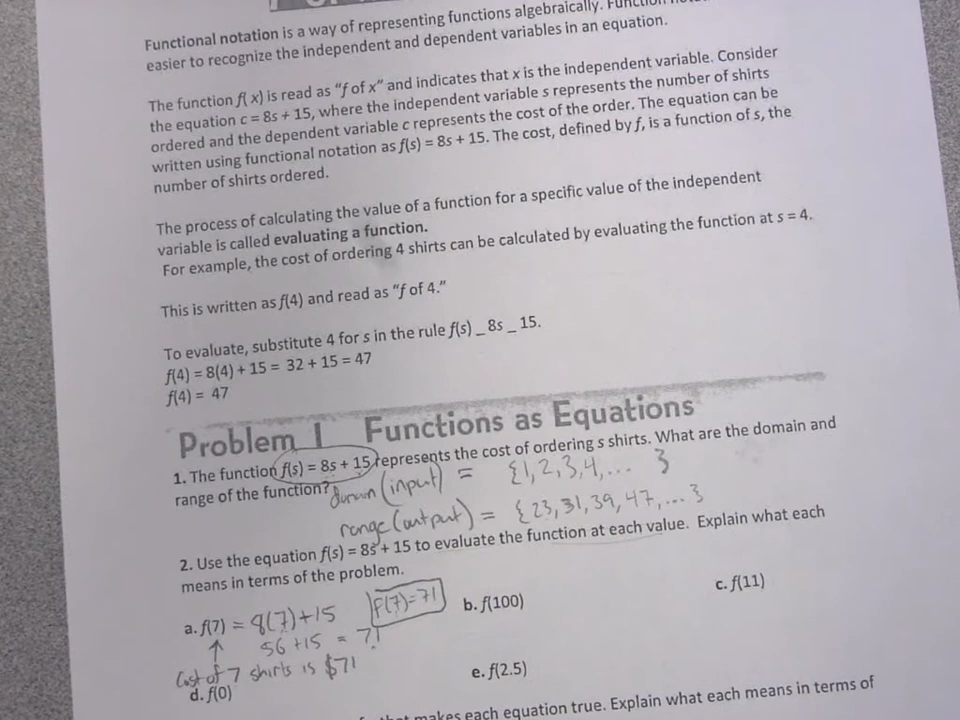 Functional notation is a way of representing functions algebraically. Function
easier to recognize the independent and dependent variables in an equation.
The function f( x) is read as “f of x” and indicates that x is the independent variable. Consider
the equation c = 8s + 15, where the independent variable s represents the number of shirts
ordered and the dependent variable c represents the cost of the order. The equation can be
written using functional notation as f(s) = 8s + 15. The cost, defined by f, is a function of s, the
number of shirts ordered.
The process of calculating the value of a function for a specific value of the independent
variable is called evaluating a function.
For example, the cost of ordering 4 shirts can be calculated by evaluating the function at s = 4.
This is written as f(4) and read as “f of 4.”
To evaluate, substitute 4 for s in the rule f(s) _ 8s _ 15.
f(4) = 8(4) + 15 = 32 + 15 = 47
f(4) = 47
Problem 1 Functions as Equations
1. The function f(s) = 8s + 15 represents the cost of ordering s shirts. What are the domain and
range of the function?
domain (input) = {1,2,3,4,... }
range (output) = {23,31,39,47,...}
2. Use the equation f(s) = 8s + 15 to evaluate the function at each value. Explain what each
means in terms of the problem.
a. f(7) = 8(7)+15 f(7)=71 b. f(100) c. f(11)
56 +15 = 71
Cost of 7 shirts is $71
d. f(0) e. f(2.5)
that makes each equation true. Explain what each means in terms of